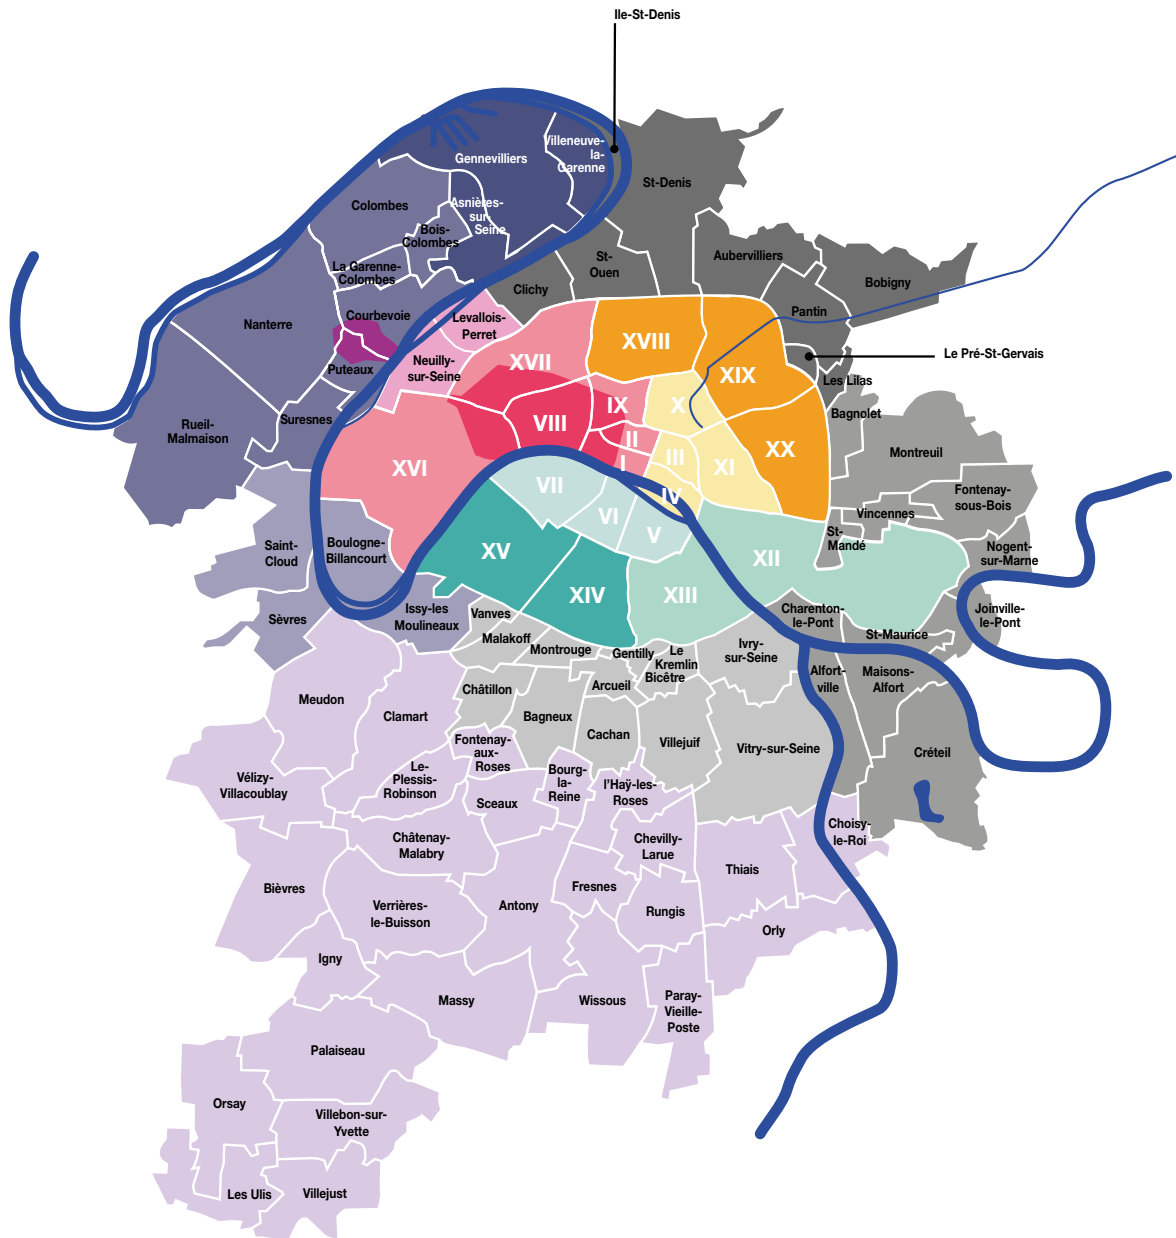 Ile-St-Denis
Villeneuve-
la-
Garenne
Gennevilliers
St-Denis
Colombes
Asnières-
sur-
Seine
Bois-
Colombes
Aubervilliers
St-
Ouen
La Garenne-
Colombes
Clichy
Bobigny
Pantin
Courbevoie
Levallois-
Perret
Nanterre
XVII
XVIII
XIX
Le Pré-St-Gervais
Puteaux
Neuilly-
sur-Seine
Les Lilas
Bagnolet
Suresnes
Rueil-
Malmaison
VIII
IX
X
II
III
I
XI
XX
Montreuil
XVI
VII
IV
Fontenay-
sous-Bois
Vincennes
VI
V
St-
Mandé
Saint-
Cloud
Boulogne-
Billancourt
XV
XII
Nogent-
sur-Marne
XIV
XIII
Sèvres
Issy-les
Moulineaux
Vanves
Malakoff
Montrouge
Gentilly
Le
Kremlin
Bicêtre
Ivry-
sur-Seine
Charenton-
le-Pont
St-Maurice
Joinville-
le-Pont
Alfort-
ville
Maisons-
Alfort
Meudon
Clamart
Châtillon
Bagneux
Arcueil
Cachan
Villejuif
Vitry-sur-Seine
Créteil
Fontenay-
aux-
Roses
Vélizy-
Villacoublay
Le-
Plessis-
Robinson
Sceaux
Bourg-
la-
Reine
l'Haÿ-les-
Roses
Choisy-
le-Roi
Châtenay-
Malabry
Chevilly-
Larue
Thiais
Bièvres
Verrières-
le-Buisson
Antony
Fresnes
Rungis
Orly
Igny
Massy
Wissous
Paray-
Vieille-
Poste
Palaiseau
Orsay
Villebon-sur-
Yvette
Les Ulis
Villejust